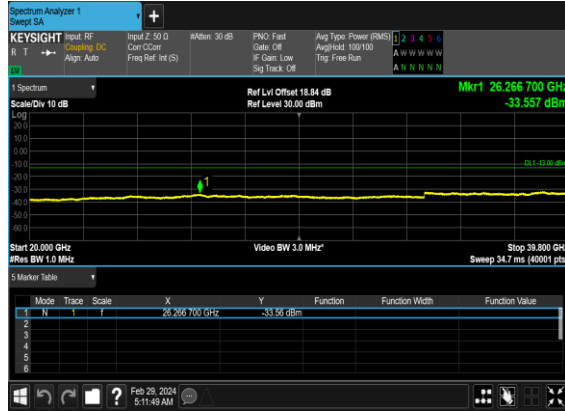 Spectrum Analyzer 1
Swept SA
+
KEYSIGHT Input: RF Input Z: 50 Ω #Atten: 30 dB PNO: Fast Avg Type: Power (RMS) 1 2 3 4 5 6
R T Coupling: DC Corr CCorr Gate: Off Avg|Hold: 100/100 A W W W W W
Align: Auto Freq Ref: Int (S) IF Gain: Low Trig: Free Run
LV Sig Track: Off A N N N N N
1 Spectrum Ref Lvl Offset 18.84 dB Mkr1 26.266 700 GHz
Scale/Div 10 dB Ref Level 30.00 dBm -33.557 dBm
Log
20.0
10.0
0.00
-10.0
DL1 -13.00 dBm
-20.0
1
-30.0
-40.0
-50.0
-60.0
Start 20.000 GHz Video BW 3.0 MHz* Stop 39.800 GHz
#Res BW 1.0 MHz Sweep 34.7 ms (40001 pts)
5 Marker Table
Mode Trace Scale X Y Function Function Width Function Value
1 N 1 f 26.266 700 GHz -33.56 dBm
2
3
4
5
6
? Feb 29, 2024
5:11:49 AM